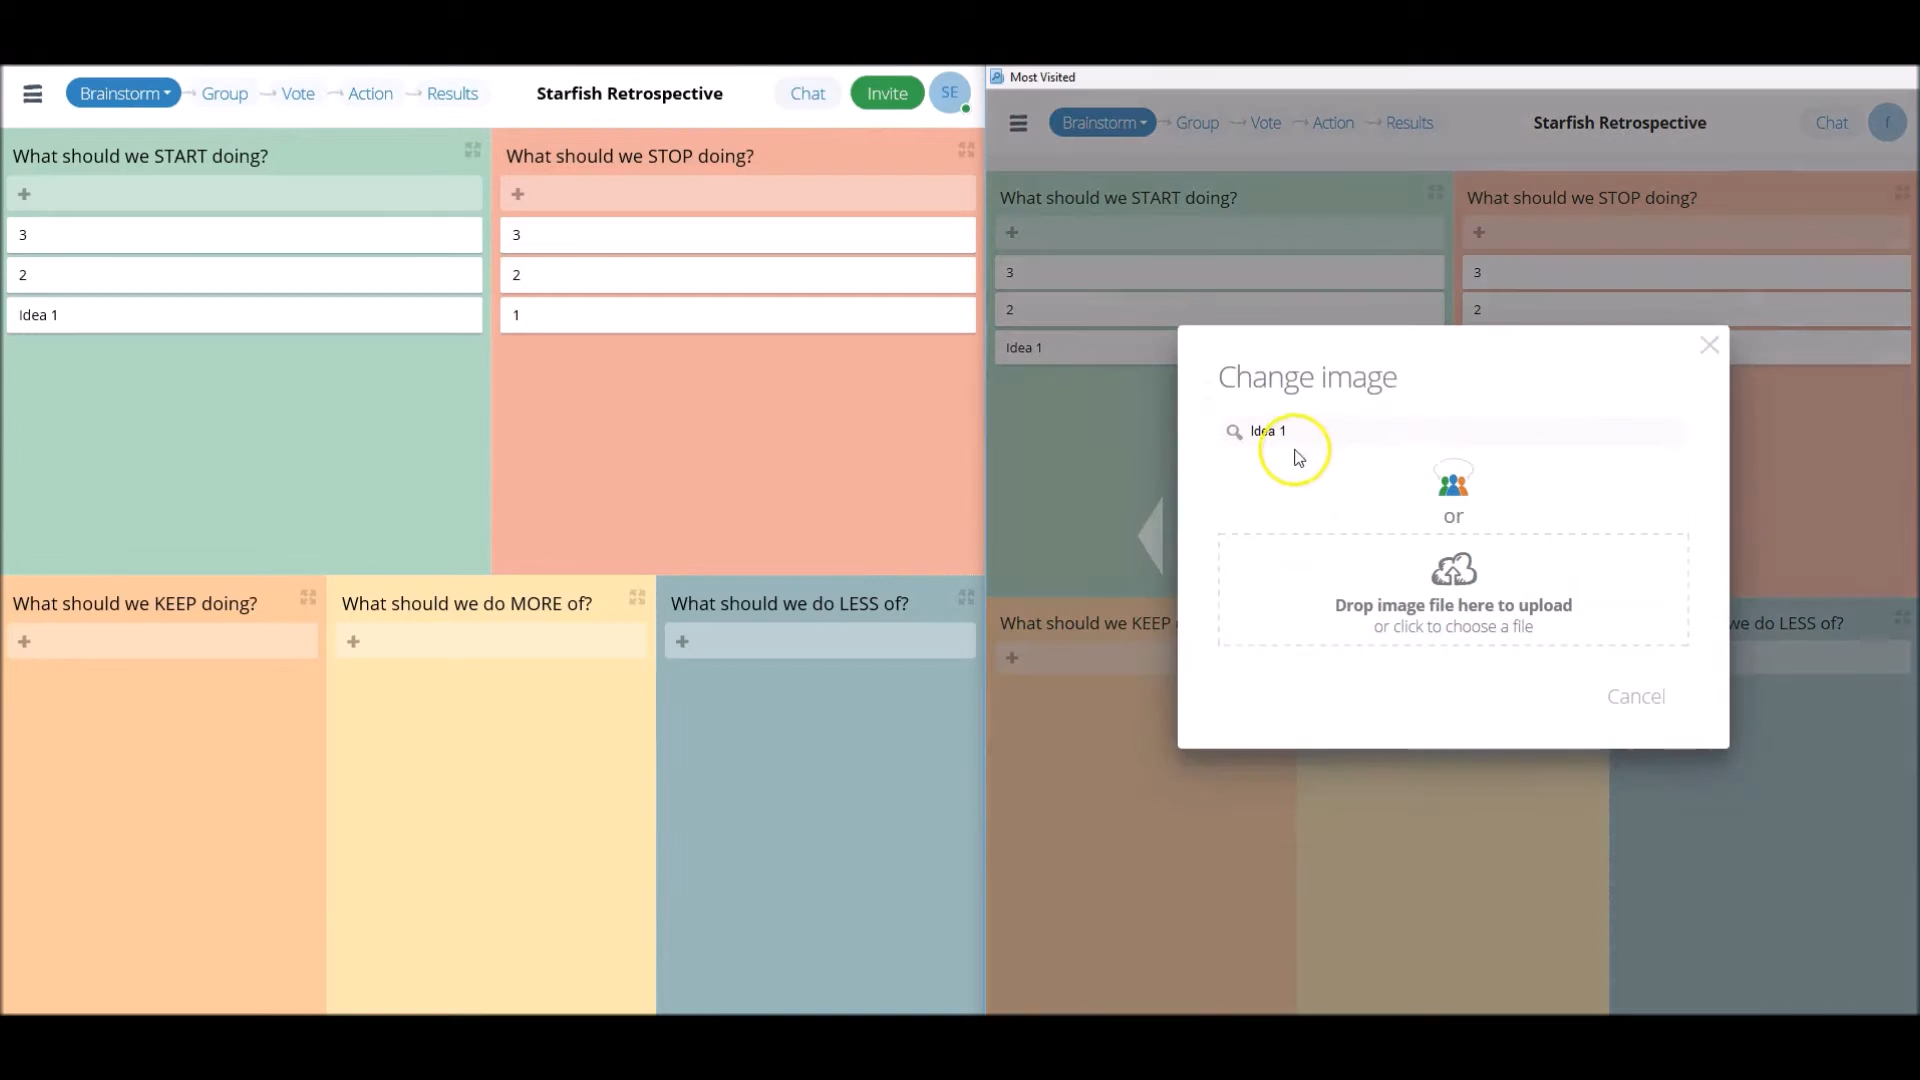 Brainstorm
Group
Vote
Action
Results
Starfish Retrospective
Chat
Invite
SE
What should we START doing?
What should we STOP doing?
3
3
2
2
Idea 1
1
What should we KEEP doing?
What should we do MORE of?
What should we do LESS of?
Most Visited
Brainstorm
Group
Vote
Action
Results
Starfish Retrospective
Chat
f
What should we START doing?
What should we STOP doing?
3
3
2
2
Idea 1
Change image
Idea 1
or
Drop image file here to upload
or click to choose a file
Cancel
What should we KEEP
we do LESS of?